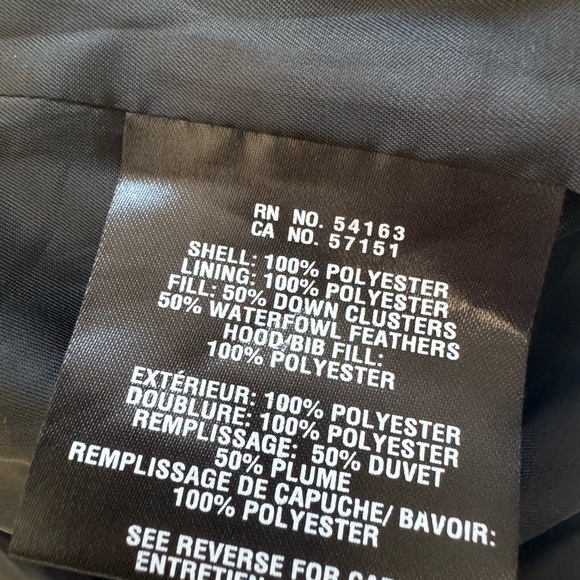 RN NO. 54163
CA NO. 57151
SHELL: 100% POLYESTER
LINING: 100% POLYESTER
FILL: 50% DOWN CLUSTERS
50% WATERFOWL FEATHERS
HOOD/BIB FILL:
100% POLYESTER
EXTÉRIEUR: 100% POLYESTER
DOUBLURE: 100% POLYESTER
REMPLISSAGE: 50% DUVET
50% PLUME
REMPLISSAGE DE CAPUCHE/ BAVOIR:
100% POLYESTER
SEE REVERSE FOR
ENTRETIEN